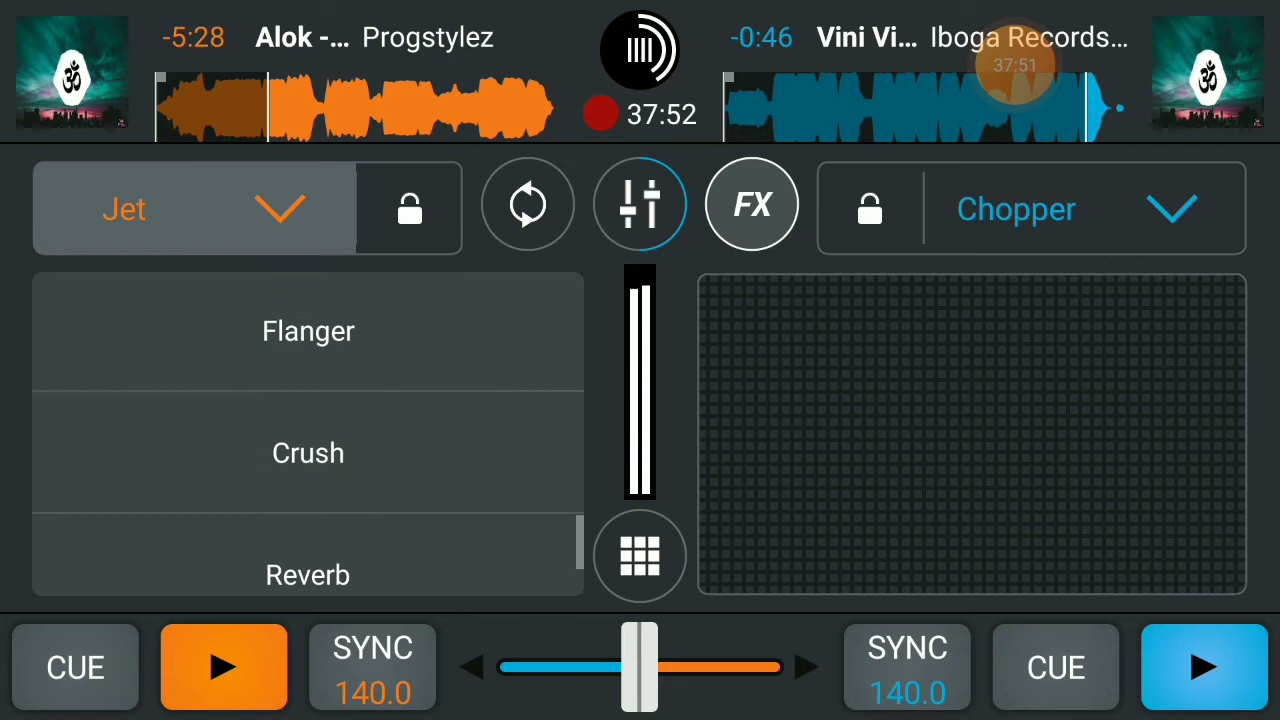 -5:28 Alok -... Progstylez
-0:46 Vini Vi... Iboga Records...
37:51
37:52
Jet
FX
Chopper
Flanger
Crush
Reverb
CUE
SYNC
140.0
SYNC
140.0
CUE